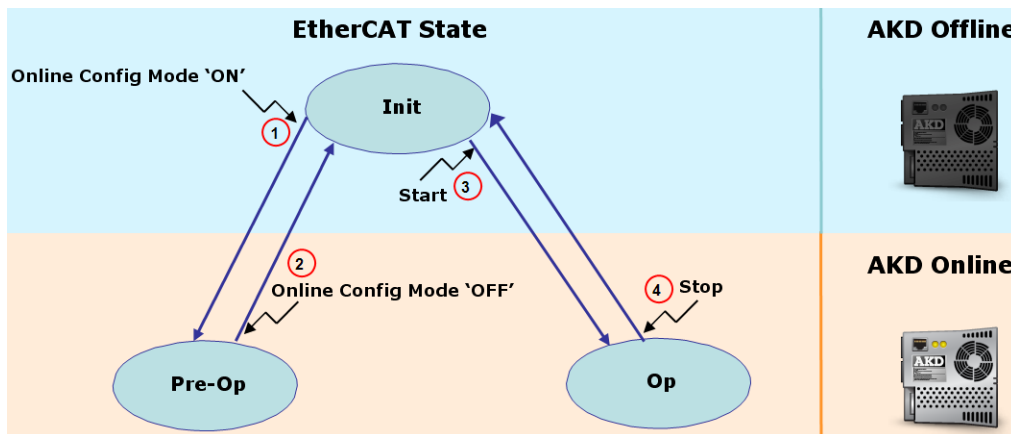 EtherCAT State
AKD Offline
Online Config Mode ‘ON’
Init
1
AKD
Start
3
2
AKD Online
Online Config Mode ‘OFF’
4
Stop
AKD
Pre-Op
Op